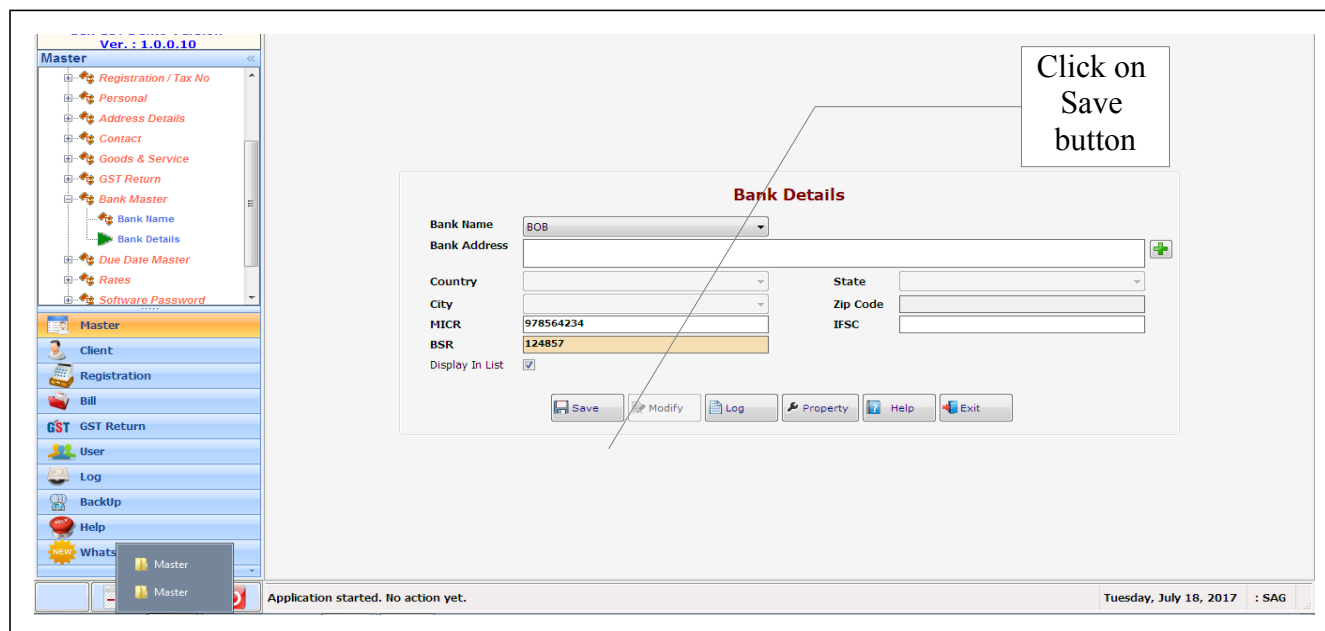 Ver. : 1.0.0.10
Master
Registration / Tax No
Personal
Address Details
Contact
Goods & Service
GST Return
Bank Master
Bank Name
Bank Details
Due Date Master
Rates
Software Password
Master
Client
Registration
Bill
GST GST Return
User
Log
BackUp
Help
NEW Whats
Master
Master
Click on
Save
button
Bank Details
Bank Name BOB
Bank Address
Country State
City Zip Code
MICR 978564234 IFSC
BSR 124857
Display In List
Save Modify Log Property Help Exit
Application started. No action yet. Tuesday, July 18, 2017 : SAG